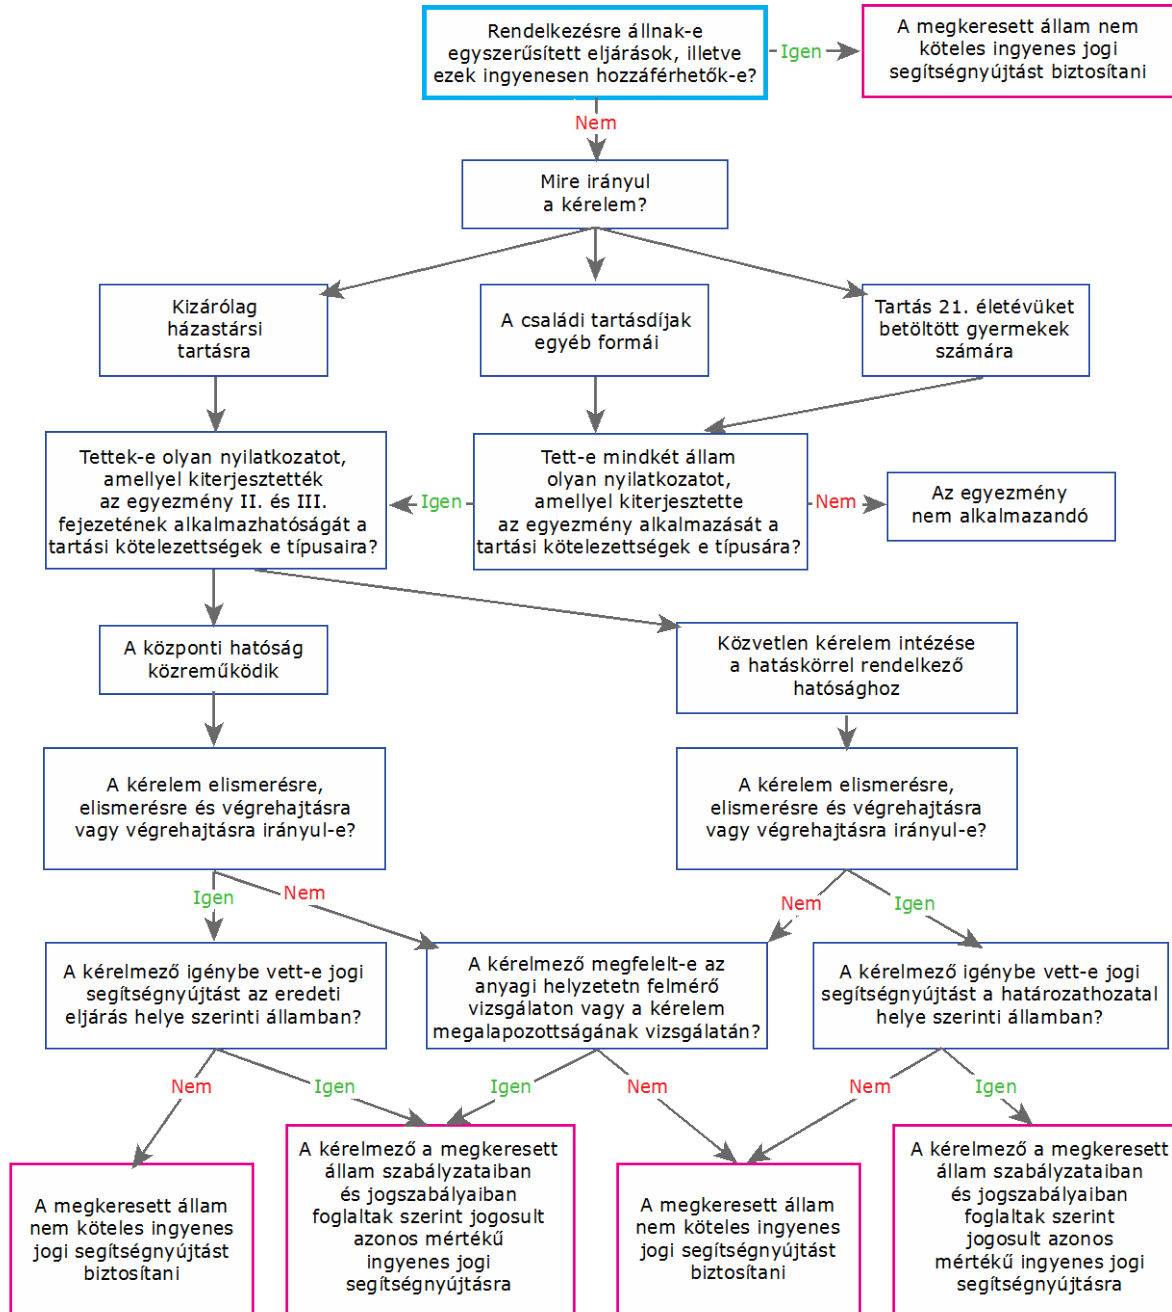 Rendelkezésre állnak-e
egyszerűsített eljárások, illetve
ezek ingyenesen hozzáférhetők-e?
Igen
A megkeresett állam nem
köteles ingyenes jogi
segítségnyújtást biztosítani
Nem
Mire irányul
a kérelem?
Kizárólag
házastársi
tartásra
A családi tartásdíjak
egyéb formái
Tartás 21. életévüket
betöltött gyermekek
számára
Tettek-e olyan nyilatkozatot,
amellyel kiterjesztették
az egyezmény II. és III.
fejezetének alkalmazhatóságát a
tartási kötelezettségek e típusaira?
Igen
Tett-e mindkét állam
olyan nyilatkozatot,
amellyel kiterjesztette
az egyezmény alkalmazását a
tartási kötelezettségek e típusára?
Nem
Az egyezmény
nem alkalmazandó
A központi hatóság
közreműködik
Közvetlen kérelem intézése
a hatáskörrel rendelkező
hatósághoz
A kérelem elismerésre,
elismerésre és végrehajtásra
vagy végrehajtásra irányul-e?
A kérelem elismerésre,
elismerésre és végrehajtásra
vagy végrehajtásra irányul-e?
Igen
Nem
Nem
Igen
A kérelmező igénybe vett-e jogi
segítségnyújtást az eredeti
eljárás helye szerinti államban?
A kérelmező megfelelt-e az
anyagi helyzetetn felmérő
vizsgálaton vagy a kérelem
megalapozottságának vizsgálatán?
A kérelmező igénybe vett-e jogi
segítségnyújtást a határozathozatal
helye szerinti államban?
Nem
Igen
Igen
Nem
Nem
Igen
A megkeresett állam
nem köteles ingyenes
jogi segítségnyújtást
biztosítani
A kérelmező a megkeresett
állam szabályzataiban
és jogszabályaiban
foglaltak szerint jogosult
azonos mértékű
ingyenes jogi
segítségnyújtásra
A megkeresett állam
nem köteles ingyenes
jogi segítségnyújtást
biztosítani
A kérelmező a megkeresett
állam szabályzataiban
és jogszabályaiban
foglaltak szerint
jogosult azonos
mértékű ingyenes jogi
segítségnyújtásra